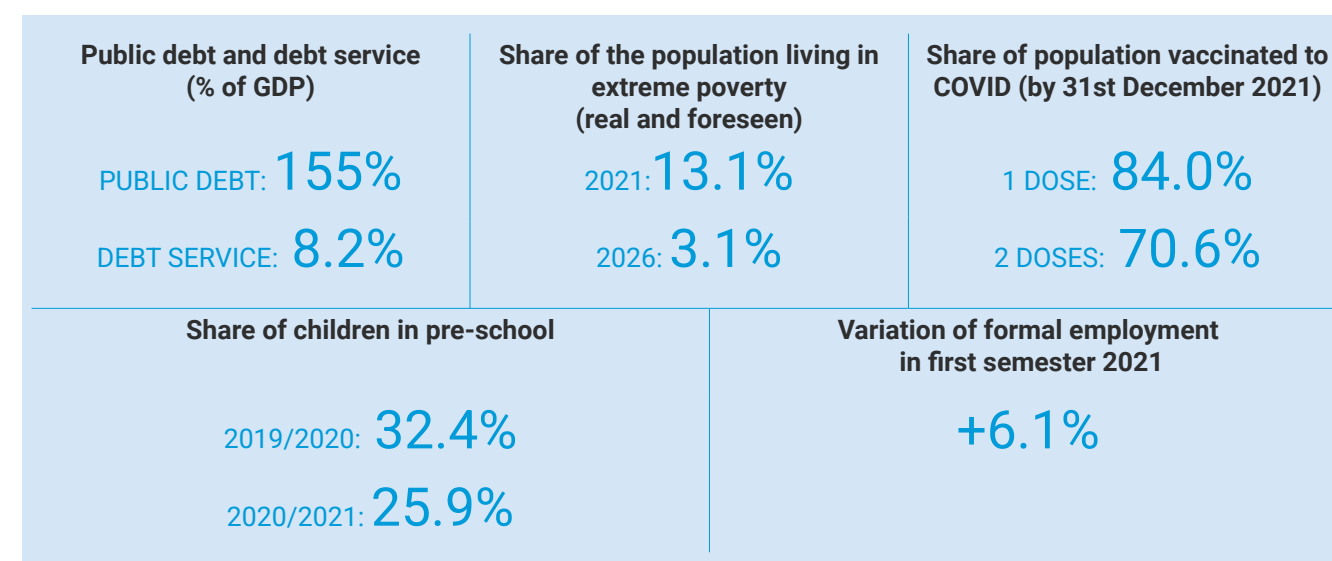 Public debt and debt service
(% of GDP)
PUBLIC DEBT: 155%
DEBT SERVICE: 8.2%
Share of the population living in
extreme poverty
(real and foreseen)
2021: 13.1%
2026: 3.1%
Share of population vaccinated to
COVID (by 31st December 2021)
1 DOSE: 84.0%
2 DOSES: 70.6%
Share of children in pre-school
2019/2020: 32.4%
2020/2021: 25.9%
Variation of formal employment
in first semester 2021
+6.1%